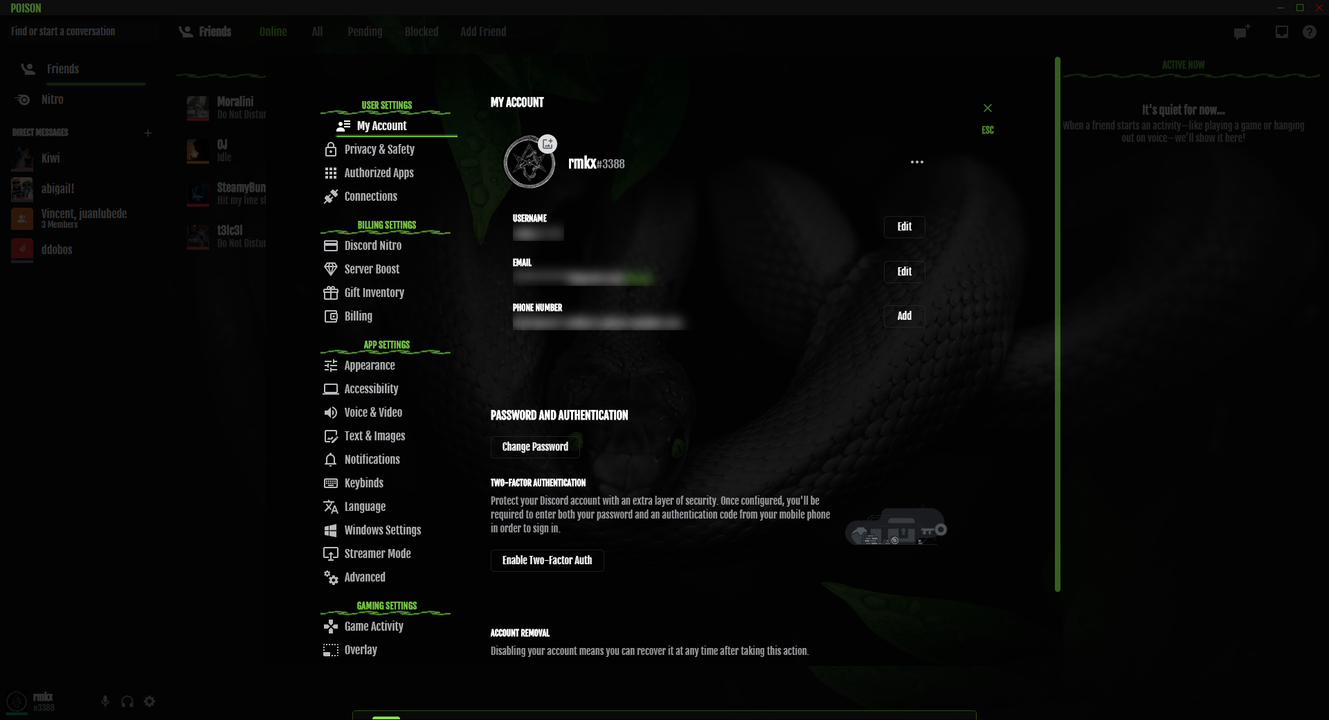 POISON
Find or start a conversation
Friends
Online
All
Pending
Blocked
Add Friend
Friends
Nitro
DIRECT MESSAGES
Kiwi
abigail!
Vincent, juanlubede
3 Members
ddobos
Moralini
Do Not Distur
OJ
Idle
SteamyBun
Hit my line sl
t3lc3l
Do Not Distur
USER SETTINGS
My Account
Privacy & Safety
Authorized Apps
Connections
BILLING SETTINGS
Discord Nitro
Server Boost
Gift Inventory
Billing
APP SETTINGS
Appearance
Accessibility
Voice & Video
Text & Images
Notifications
Keybinds
Language
Windows Settings
Streamer Mode
Advanced
GAMING SETTINGS
Game Activity
Overlay
MY ACCOUNT
ESC
rmkx#3388
USERNAME
Edit
EMAIL
Edit
PHONE NUMBER
Add
PASSWORD AND AUTHENTICATION
Change Password
TWO-FACTOR AUTHENTICATION
Protect your Discord account with an extra layer of security. Once configured, you'll be
required to enter both your password and an authentication code from your mobile phone
in order to sign in.
Enable Two-Factor Auth
ACCOUNT REMOVAL
Disabling your account means you can recover it at any time after taking this action.
ACTIVE NOW
It's quiet for now...
When a friend starts an activity—like playing a game or hanging
out on voice—we'll show it here!
rmkx
#3388